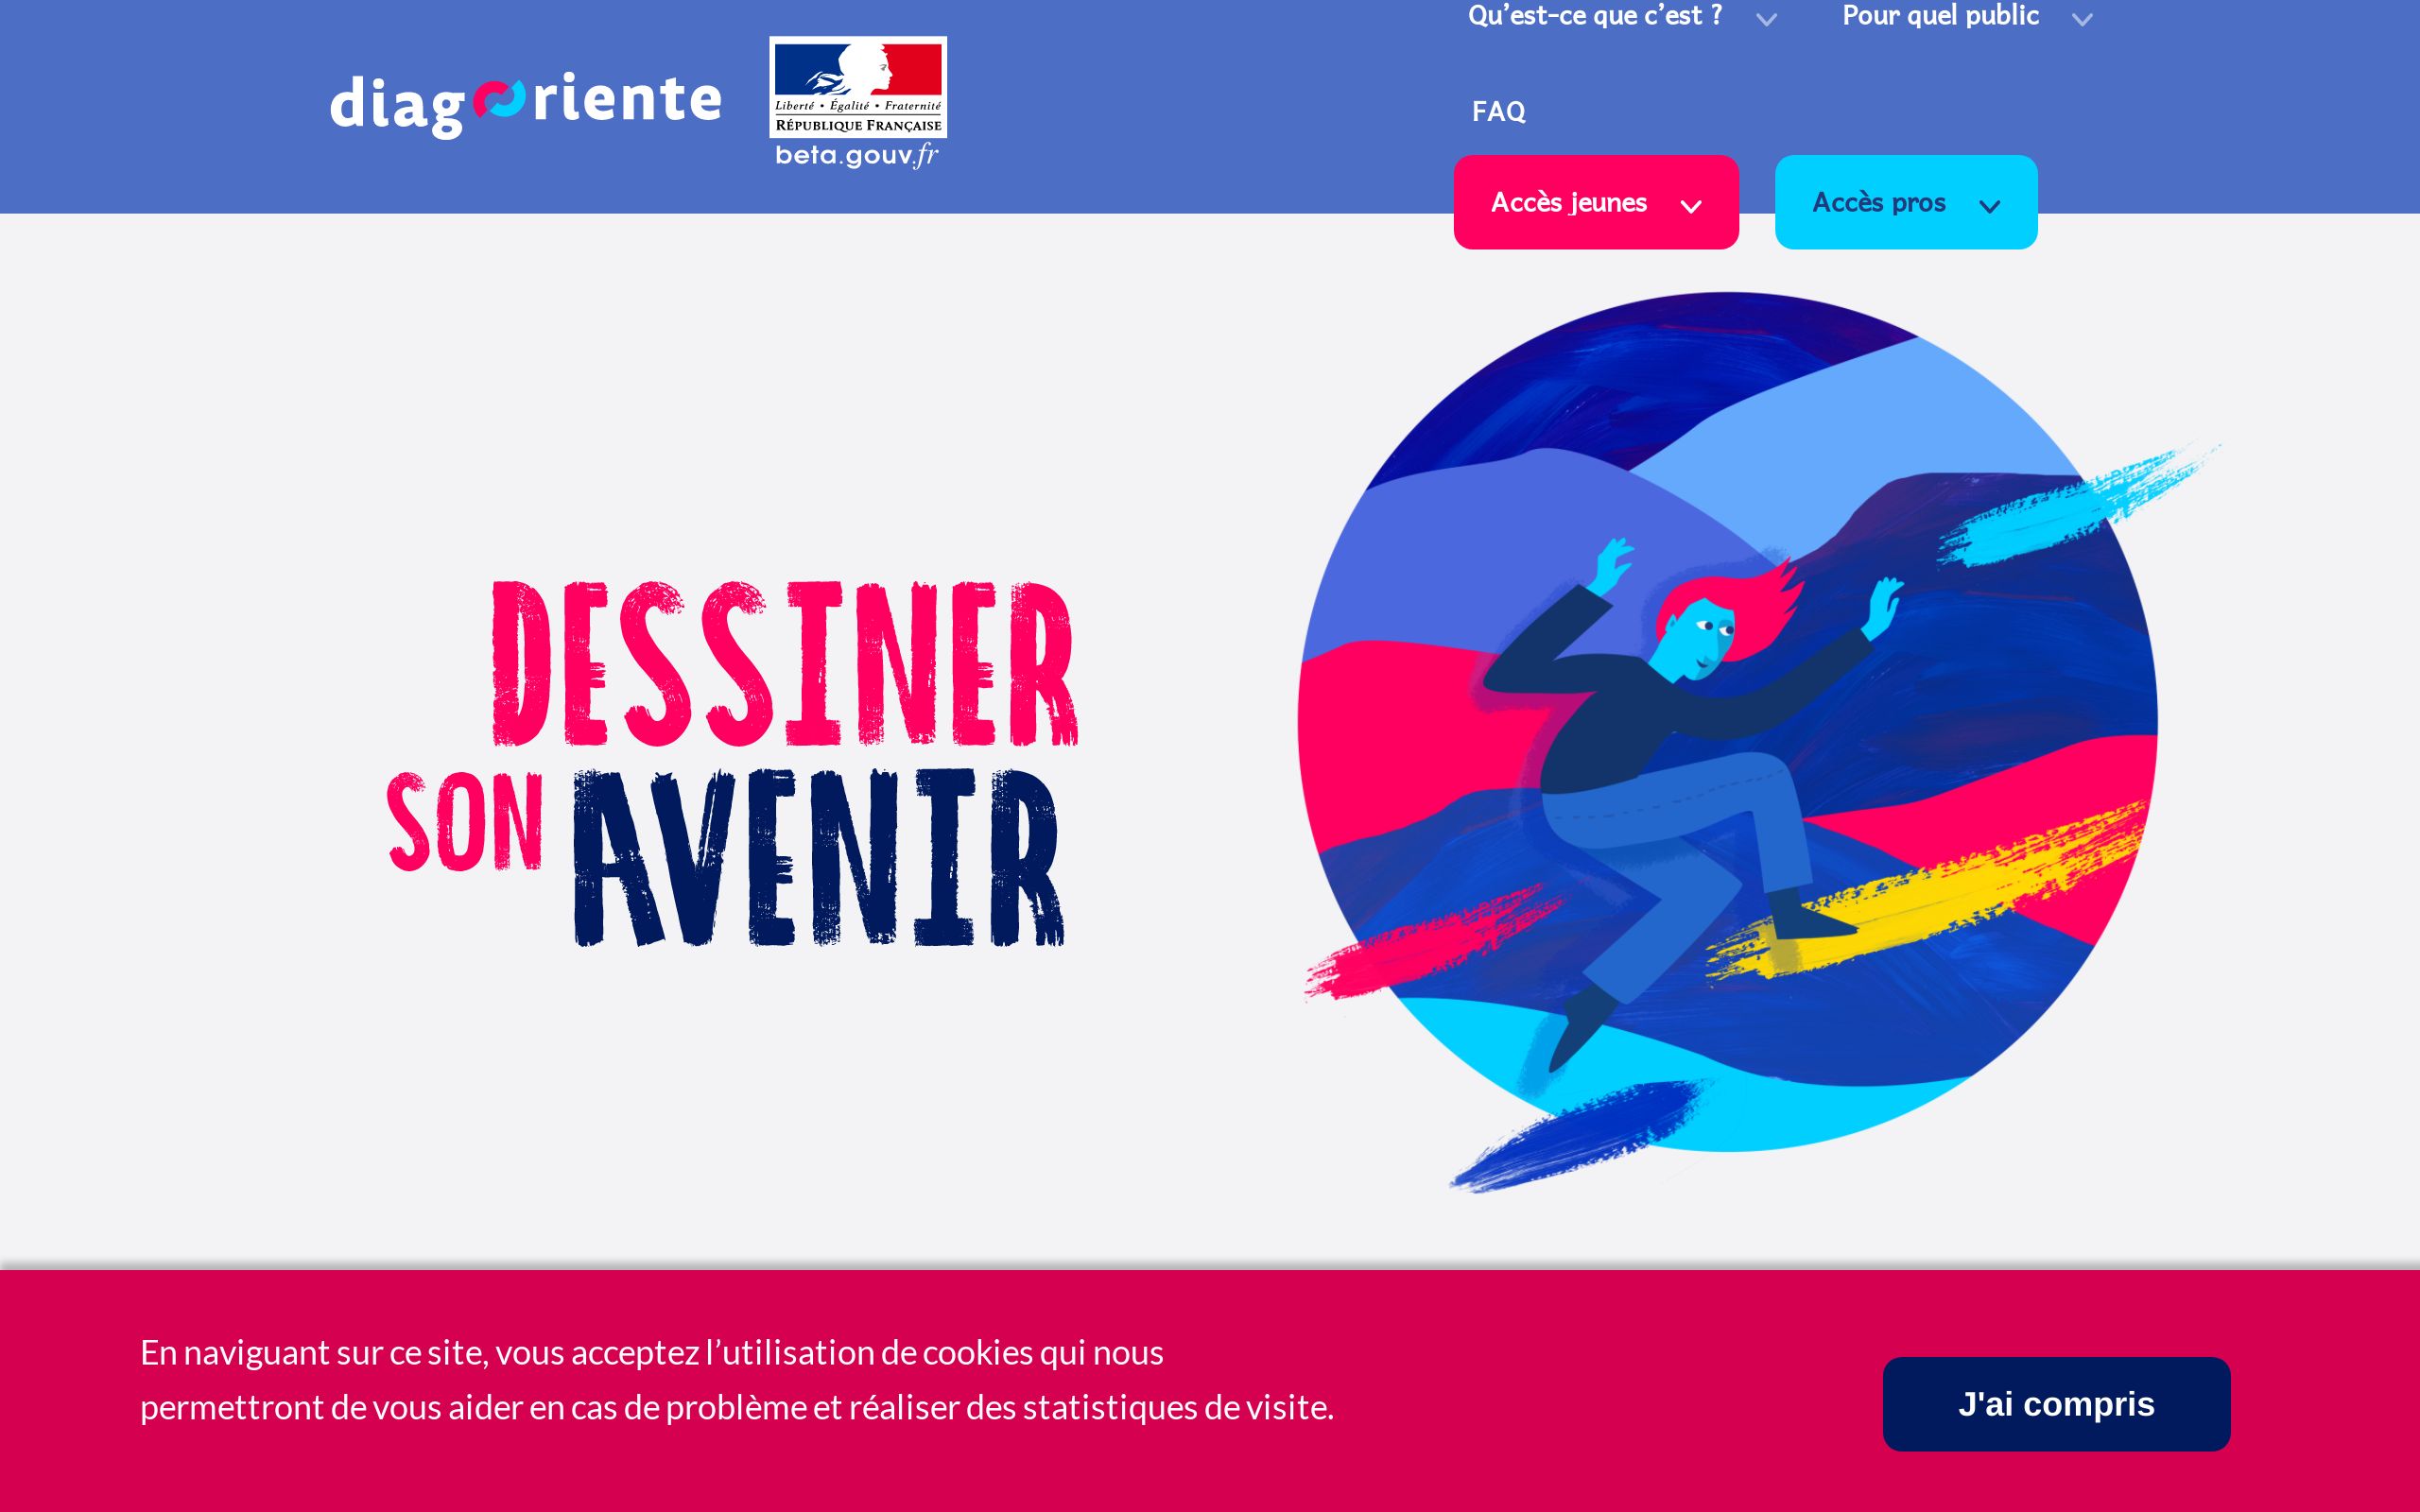 Qu’est-ce que c’est ?
Pour quel public
diagoriente
Liberté • Égalité • Fraternité
RÉPUBLIQUE FRANÇAISE
beta.gouv.fr
FAQ
Accès jeunes
Accès pros
DESSINER
SON AVENIR
En naviguant sur ce site, vous acceptez l’utilisation de cookies qui nous
permettront de vous aider en cas de problème et réaliser des statistiques de visite.
J'ai compris